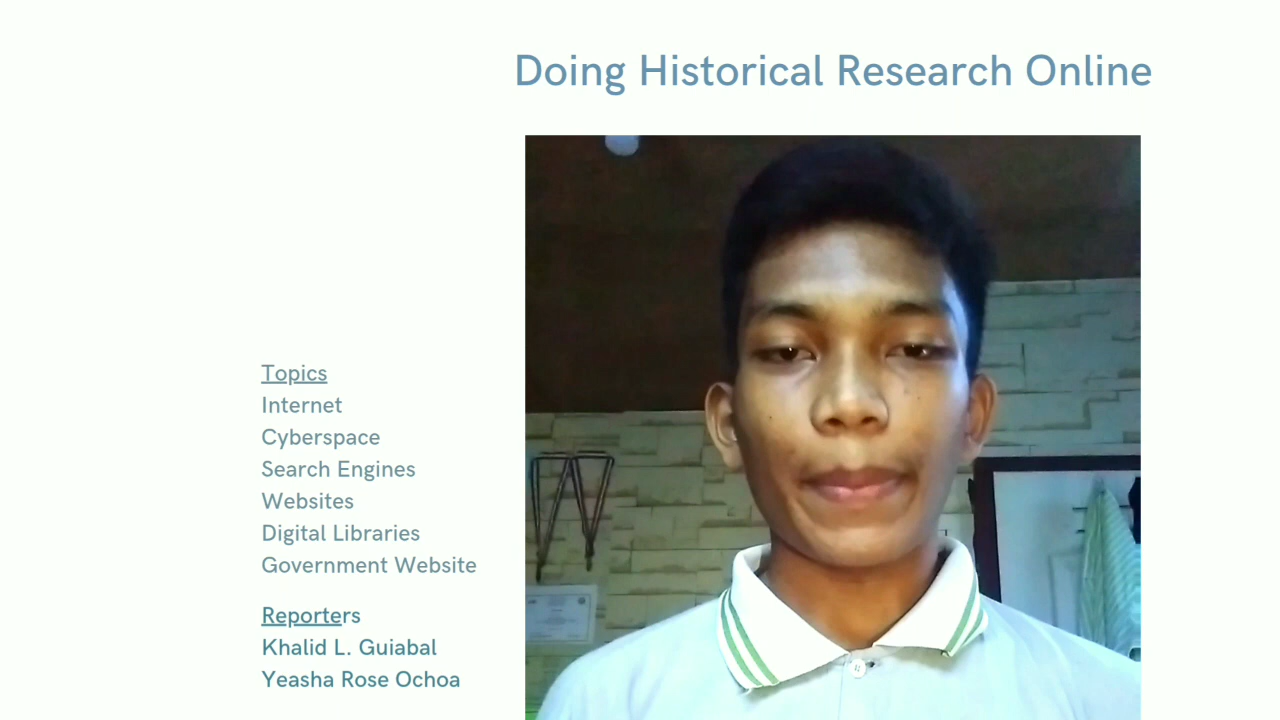 Doing Historical Research Online
Topics
Internet
Cyberspace
Search Engines
Websites
Digital Libraries
Government Website
Reporters
Khalid L. Guiabal
Yeasha Rose Ochoa